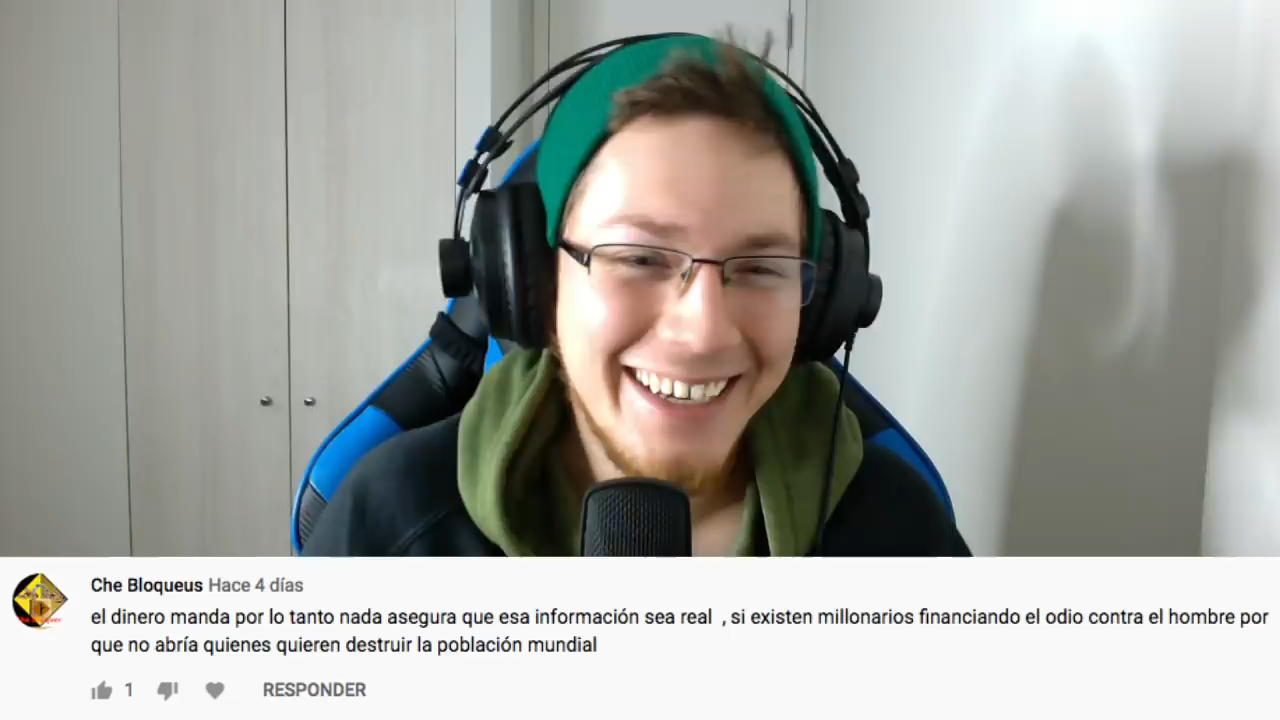 Che Bloqueus Hace 4 días
el dinero manda por lo tanto nada asegura que esa información sea real , si existen millonarios financiando el odio contra el hombre por
que no abría quienes quieren destruir la población mundial
1 RESPONDER